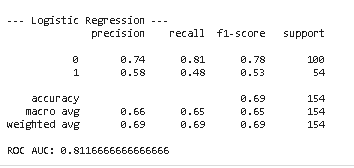 --- Logistic Regression ---
precision recall f1-score support
0 0.74 0.81 0.78 100
1 0.58 0.48 0.53 54
accuracy 0.69 154
macro avg 0.66 0.65 0.65 154
weighted avg 0.69 0.69 0.69 154
ROC AUC: 0.8116666666666666